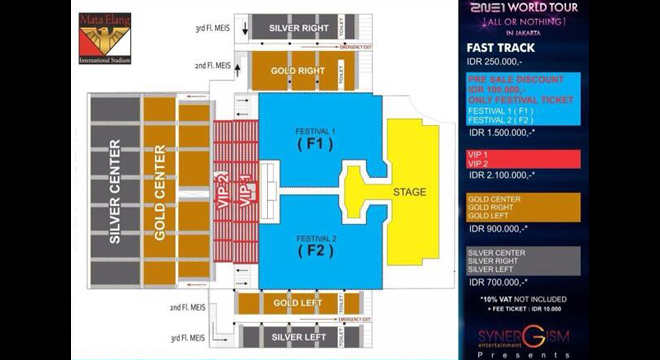 Mata Elang
International Stadium
3rd Fl. MEIS
SILVER RIGHT
TOILET
EMERGENCY EXIT
2nd Fl. MEIS
GOLD RIGHT
TOILET
SILVER CENTER
GOLD CENTER
VIP-2
VIP-1
FESTIVAL 1
( F1 )
FESTIVAL 2
( F2 )
STAGE
2nd Fl. MEIS
GOLD LEFT
TOILET
EMERGENCY EXIT
3rd Fl. MEIS
SILVER LEFT
TOILET
2NE1 WORLD TOUR
[ ALL OR NOTHING ]
IN JAKARTA
FAST TRACK
IDR 250.000,-
PRE SALE DISCOUNT
IDR 100.000,-
ONLY FESTIVAL TICKET
FESTIVAL 1 ( F1 )
FESTIVAL 2 ( F2 )
IDR 1.500.000,-*
VIP 1
VIP 2
IDR 2.100.000,-*
GOLD CENTER
GOLD RIGHT
GOLD LEFT
IDR 900.000,-*
SILVER CENTER
SILVER RIGHT
SILVER LEFT
IDR 700.000,-*
*10% VAT NOT INCLUDED
+ FEE TICKET : IDR 10.000
SYNERGISM
entertainment
Presents